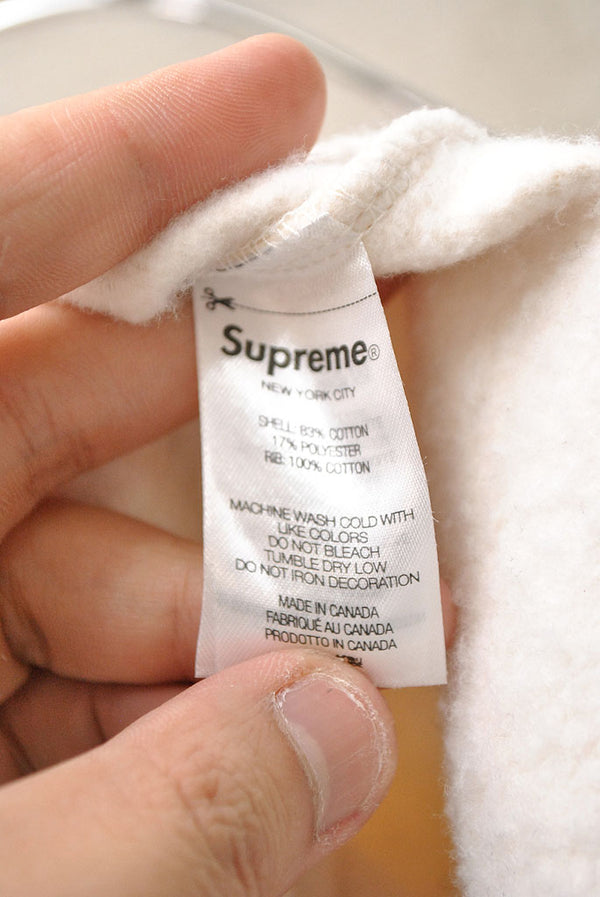 Supreme®
NEW YORK CITY
SHELL: 83% COTTON
17% POLYESTER
RIB: 100% COTTON
MACHINE WASH COLD WITH
LIKE COLORS
DO NOT BLEACH
TUMBLE DRY LOW
DO NOT IRON DECORATION
MADE IN CANADA
FABRIQUÉ AU CANADA
PRODOTTO IN CANADA